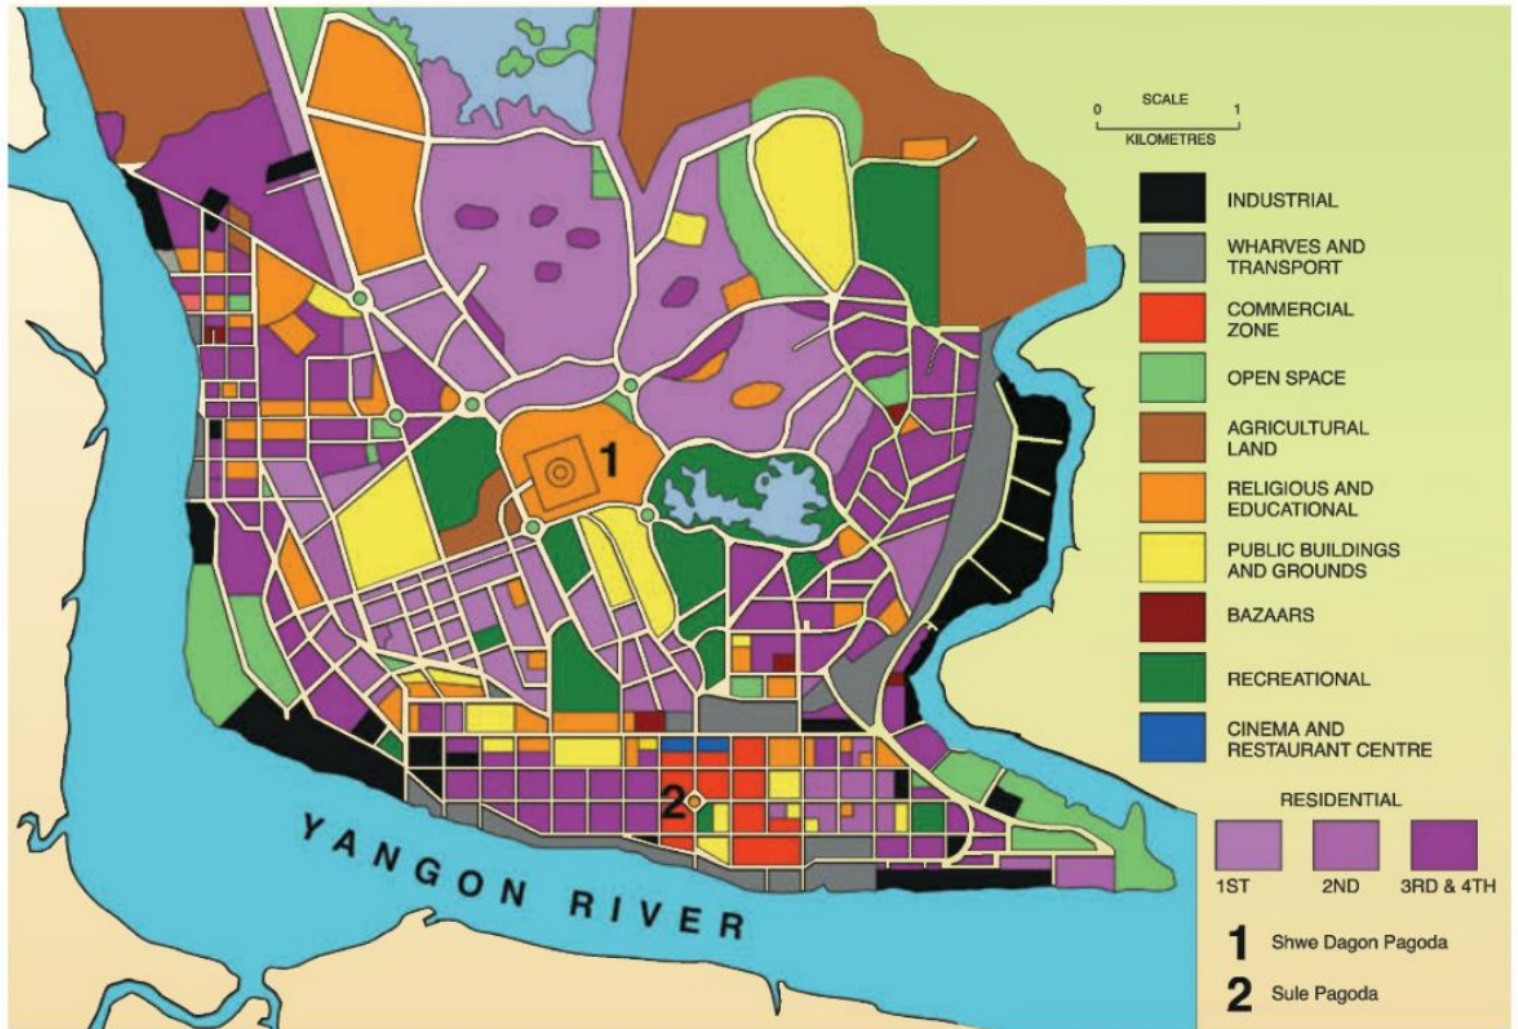 SCALE
0 1
KILOMETRES
INDUSTRIAL
WHARVES AND
TRANSPORT
COMMERCIAL
ZONE
OPEN SPACE
AGRICULTURAL
LAND
RELIGIOUS AND
EDUCATIONAL
PUBLIC BUILDINGS
AND GROUNDS
BAZAARS
RECREATIONAL
CINEMA AND
RESTAURANT CENTRE
RESIDENTIAL
1ST 2ND 3RD & 4TH
1 Shwe Dagon Pagoda
2 Sule Pagoda
1
2
YANGON RIVER